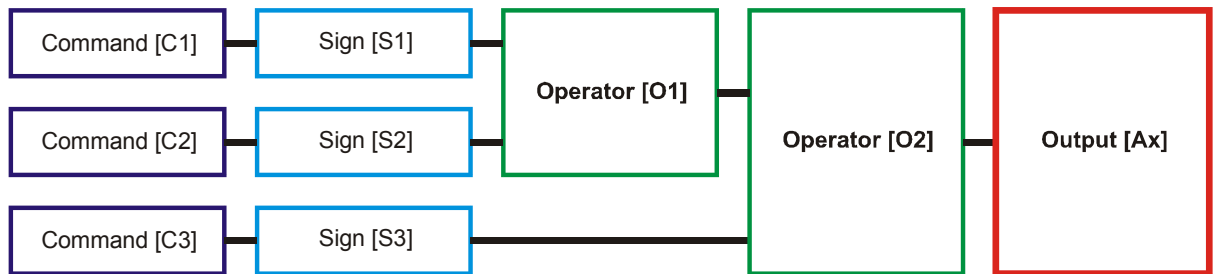 Command [C1]
Sign [S1]
Operator [O1]
Operator [O2]
Output [Ax]
Command [C2]
Sign [S2]
Command [C3]
Sign [S3]